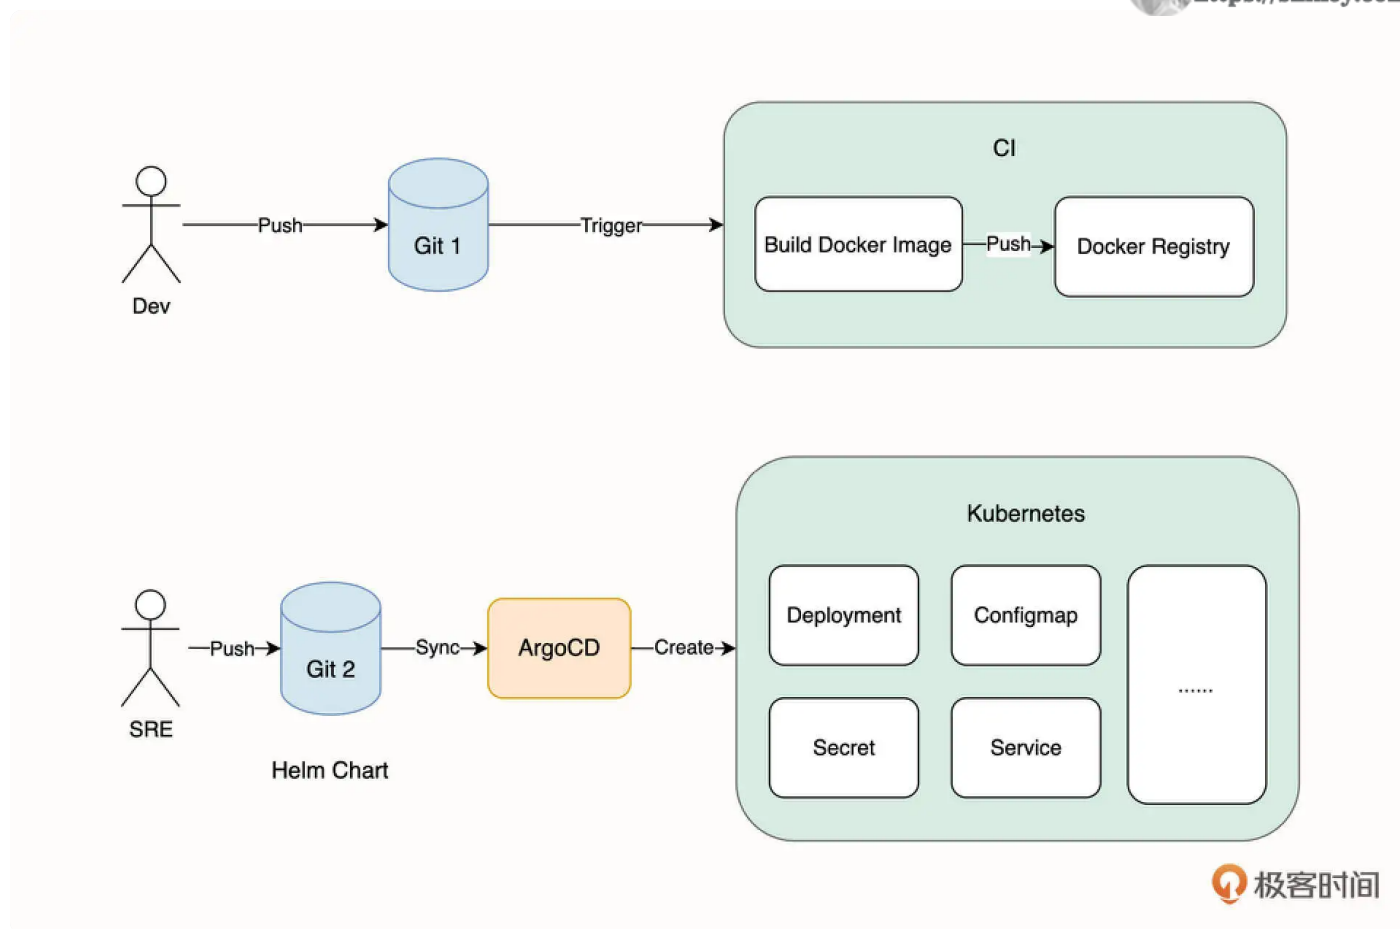 CI
Push
Git 1
Trigger
Build Docker Image
Push
Docker Registry
Dev
Kubernetes
Deployment
Configmap
Push
Git 2
Sync
ArgoCD
Create
......
SRE
Secret
Service
Helm Chart
极客时间